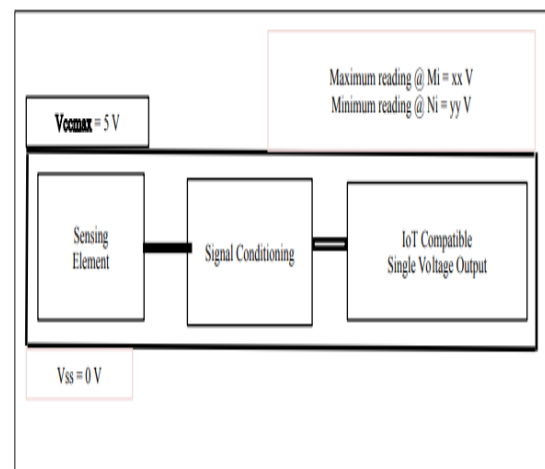 Maximum reading @ Mi = xx V
Minimum reading @ Ni = yy V
Vccmax = 5 V
Sensing
Element
Signal Conditioning
IoT Compatible
Single Voltage Output
Vss = 0 V